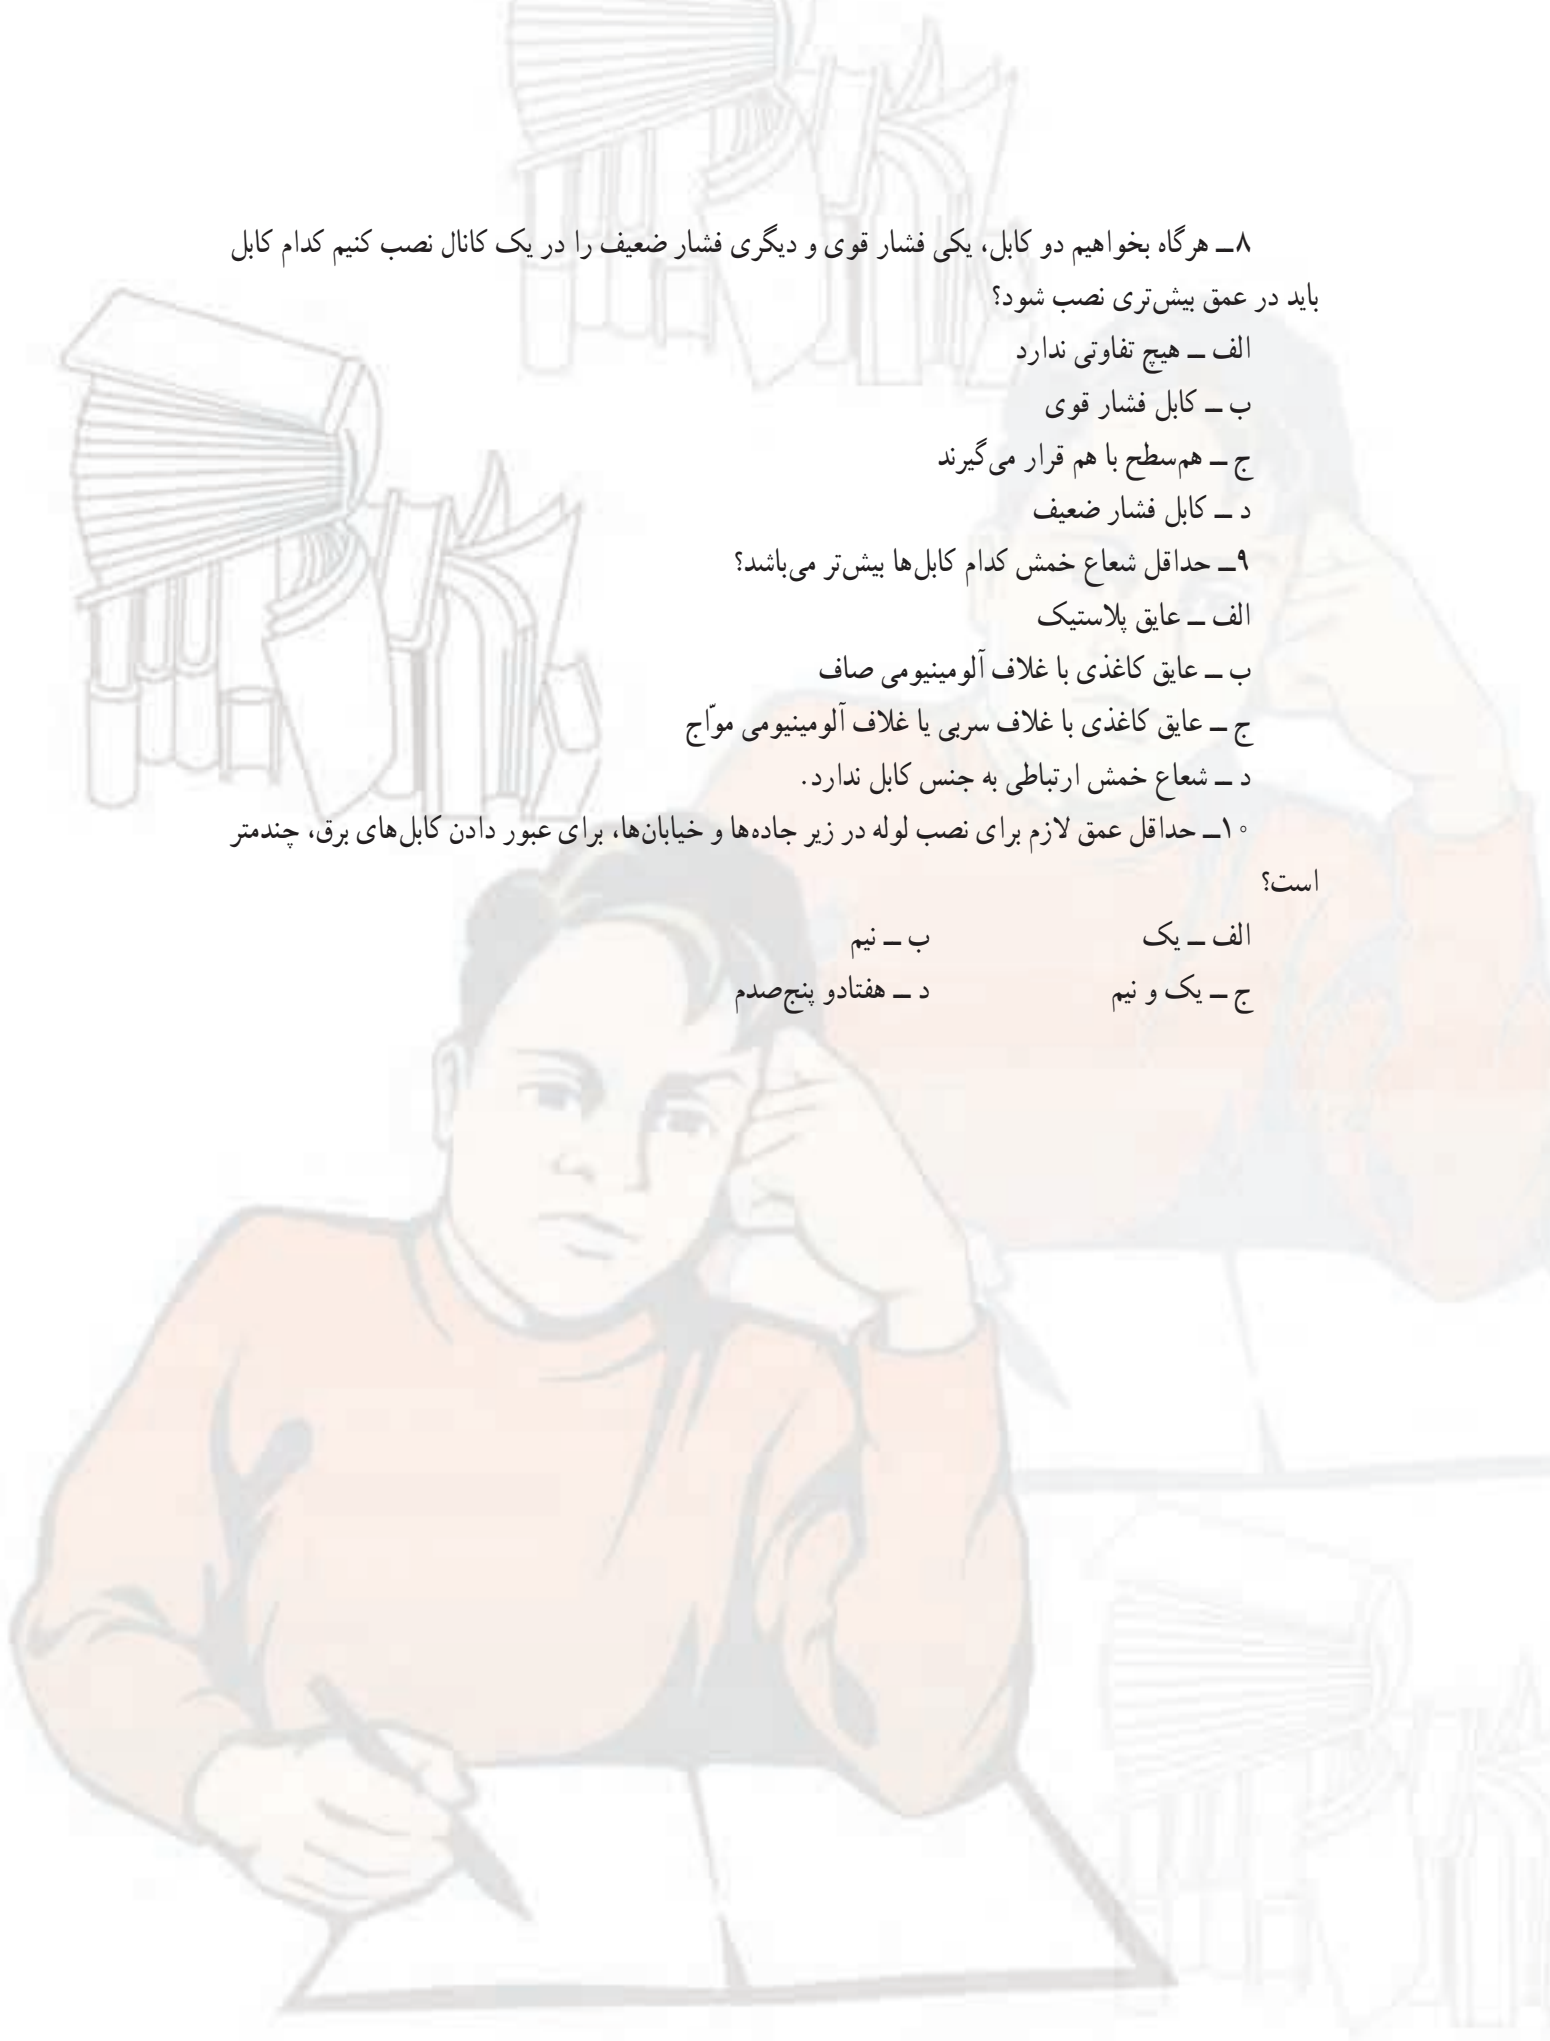 ۸ــ هرگاه بخواهیم دو کابل، یکی فشار قوی و دیگری فشار ضعیف را در یک کانال نصب کنیم کدام کابل
باید در عمق بیش‌تری نصب شود؟
الف ــ هیچ تفاوتی ندارد
ب ــ کابل فشار قوی
ج ــ هم‌سطح با هم قرار می‌گیرند
د ــ کابل فشار ضعیف
۹ــ حداقل شعاع خمش کدام کابل‌ها بیش‌تر می‌باشد؟
الف ــ عایق پلاستیک
ب ــ عایق کاغذی با غلاف آلومینیومی صاف
ج ــ عایق کاغذی با غلاف سربی یا غلاف آلومینیومی موّاج
د ــ شعاع خمش ارتباطی به جنس کابل ندارد.
۱۰ــ حداقل عمق لازم برای نصب لوله در زیر جاده‌ها و خیابان‌ها، برای عبور دادن کابل‌های برق، چندمتر
است؟
الف ــ یک ب ــ نیم
ج ــ یک و نیم د ــ هفتادو پنج‌صدم